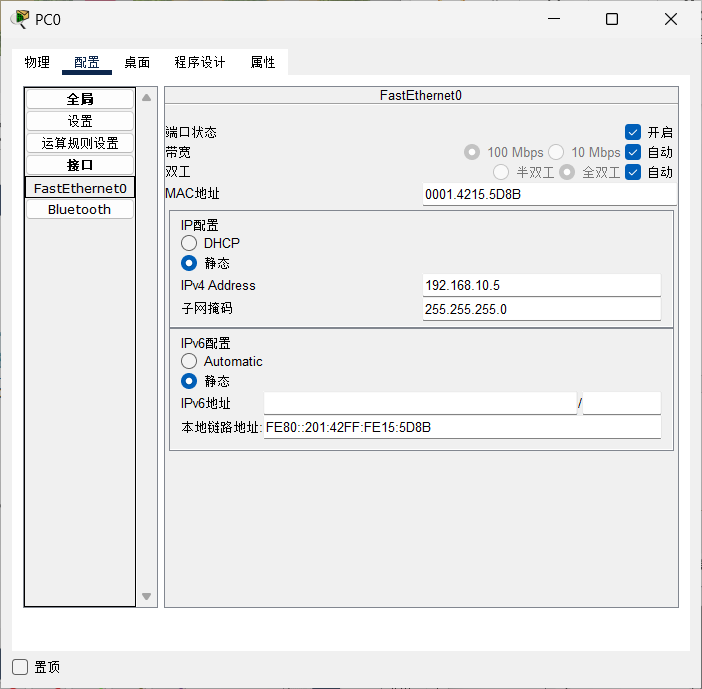 PC0
物理 配置 桌面 程序设计 属性
全局
设置
运算规则设置
接口
FastEthernet0
Bluetooth
FastEthernet0
端口状态 开启
带宽 100 Mbps 10 Mbps 自动
双工 半双工 全双工 自动
MAC地址 0001.4215.5D8B
IP配置
DHCP
静态
IPv4 Address 192.168.10.5
子网掩码 255.255.255.0
IPv6配置
Automatic
静态
IPv6地址 /
本地链路地址: FE80::201:42FF:FE15:5D8B
置顶